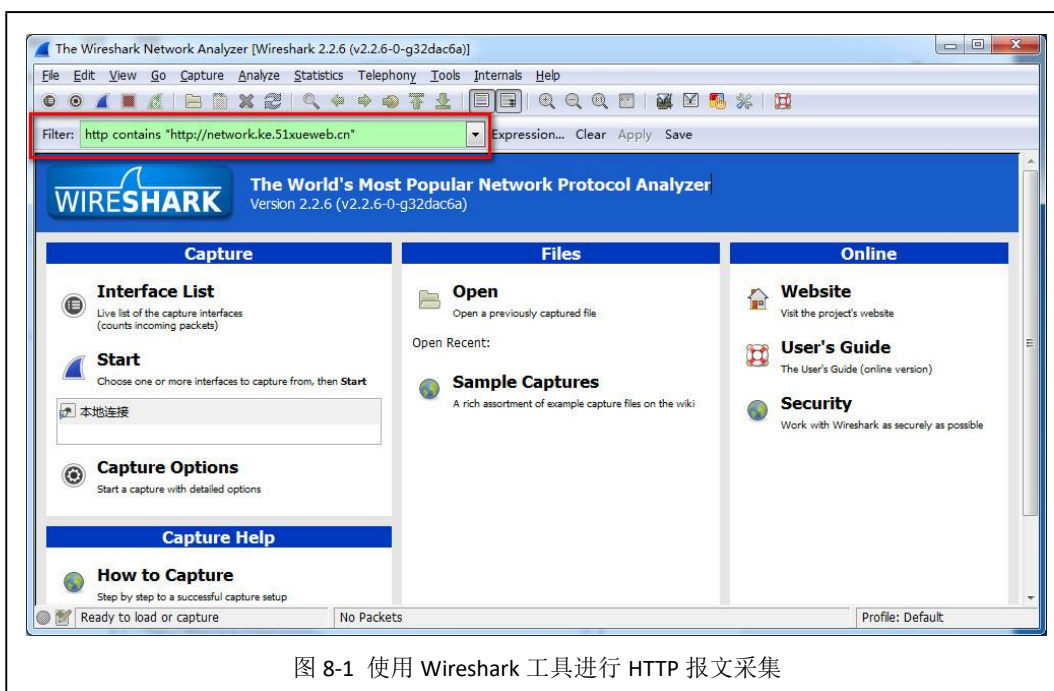 The Wireshark Network Analyzer [Wireshark 2.2.6 (v2.2.6-0-g32dac6a)]
File Edit View Go Capture Analyze Statistics Telephony Tools Internals Help
Filter: http contains "http://network.ke.51xueweb.cn" Expression... Clear Apply Save
WIRESHARK
The World's Most Popular Network Protocol Analyzer
Version 2.2.6 (v2.2.6-0-g32dac6a)
Capture
Interface List
Live list of the capture interfaces
(counts incoming packets)
Start
Choose one or more interfaces to capture from, then Start
本地连接
Capture Options
Start a capture with detailed options
Capture Help
How to Capture
Step by step to a successful capture setup
Files
Open
Open a previously captured file
Open Recent:
Sample Captures
A rich assortment of example capture files on the wiki
Online
Website
Visit the project's website
User's Guide
The User's Guide (online version)
Security
Work with Wireshark as securely as possible
Ready to load or capture No Packets Profile: Default
图 8-1 使用 Wireshark 工具进行 HTTP 报文采集